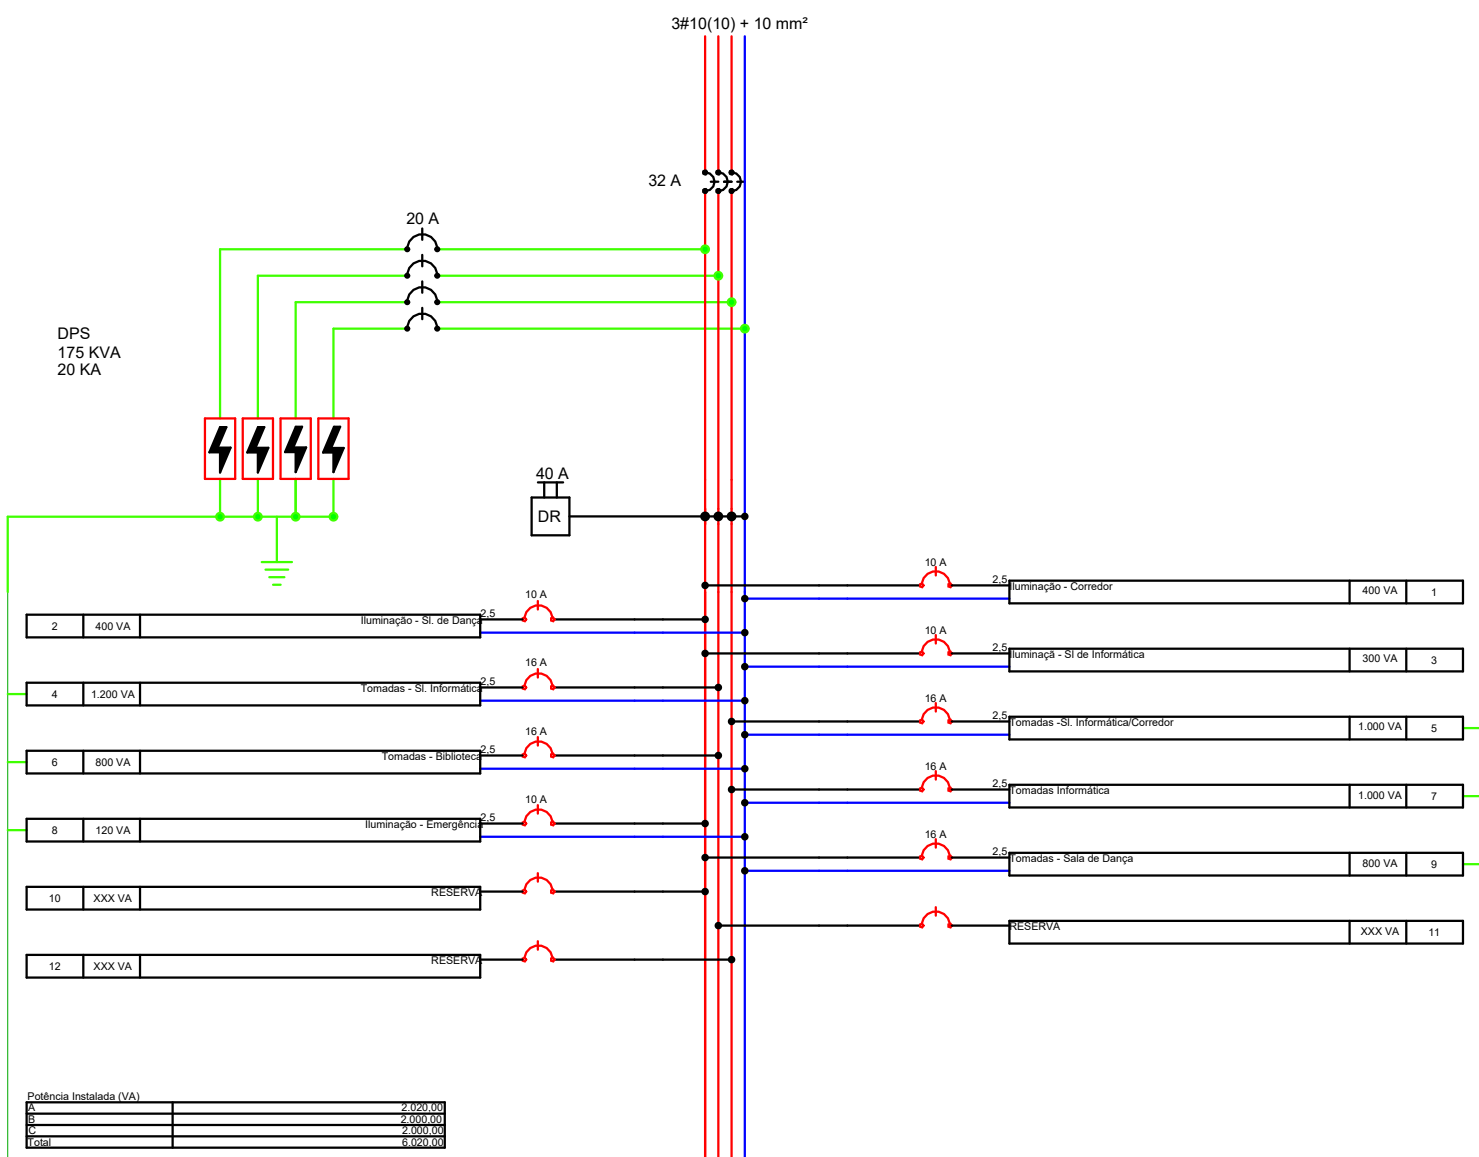 3#10(10) + 10 mm²
32 A
20 A
DPS
175 KVA
20 KA
40 A
DR
10 A
2,5
Iluminação - Corredor 400 VA 1
10 A
2 400 VA Iluminação - Sl. de Dança 2,5
10 A
2,5
Iluminaçã - Sl de Informática 300 VA 3
16 A
4 1.200 VA Tomadas - Sl. Informática 2,5
16 A
2,5
Tomadas -Sl. Informática/Corredor 1.000 VA 5
16 A
6 800 VA Tomadas - Biblioteca 2,5
16 A
2,5
Tomadas Informática 1.000 VA 7
10 A
8 120 VA Iluminação - Emergência 2,5
16 A
2,5
Tomadas - Sala de Dança 800 VA 9
10 XXX VA RESERVA
RESERVA XXX VA 11
12 XXX VA RESERVA
Potência Instalada (VA)
A 2.020,00
B 2.000,00
C 2.000,00
Total 6.020,00